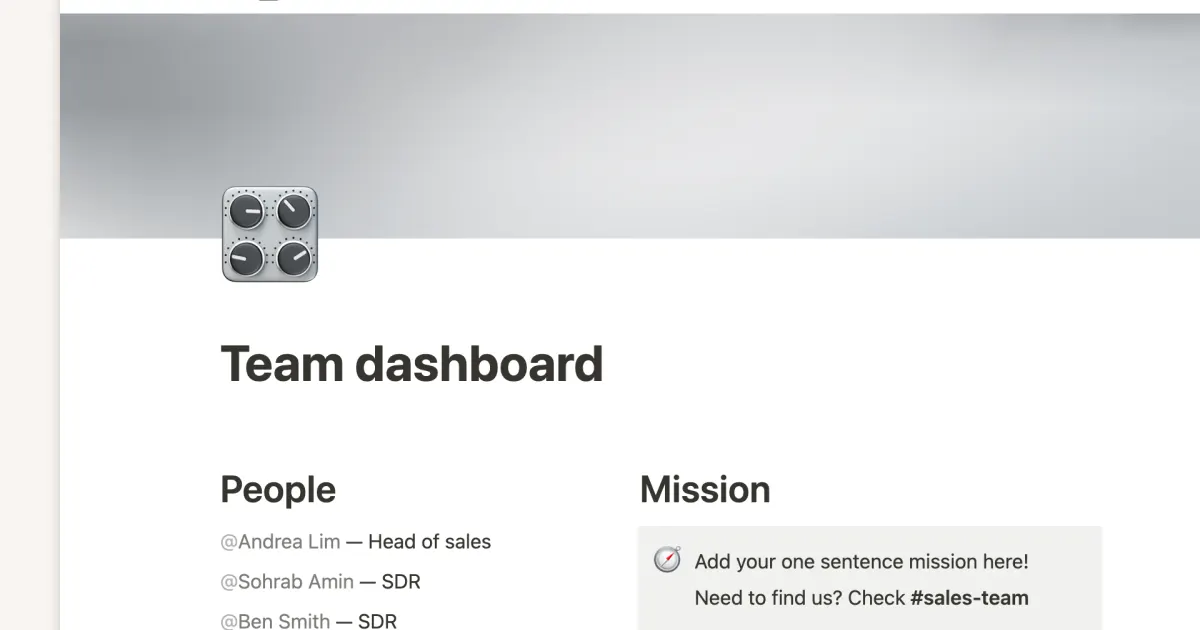 Team dashboard
People
@Andrea Lim — Head of sales
@Sohrab Amin — SDR
@Ben Smith — SDR
Mission
Add your one sentence mission here!
Need to find us? Check #sales-team